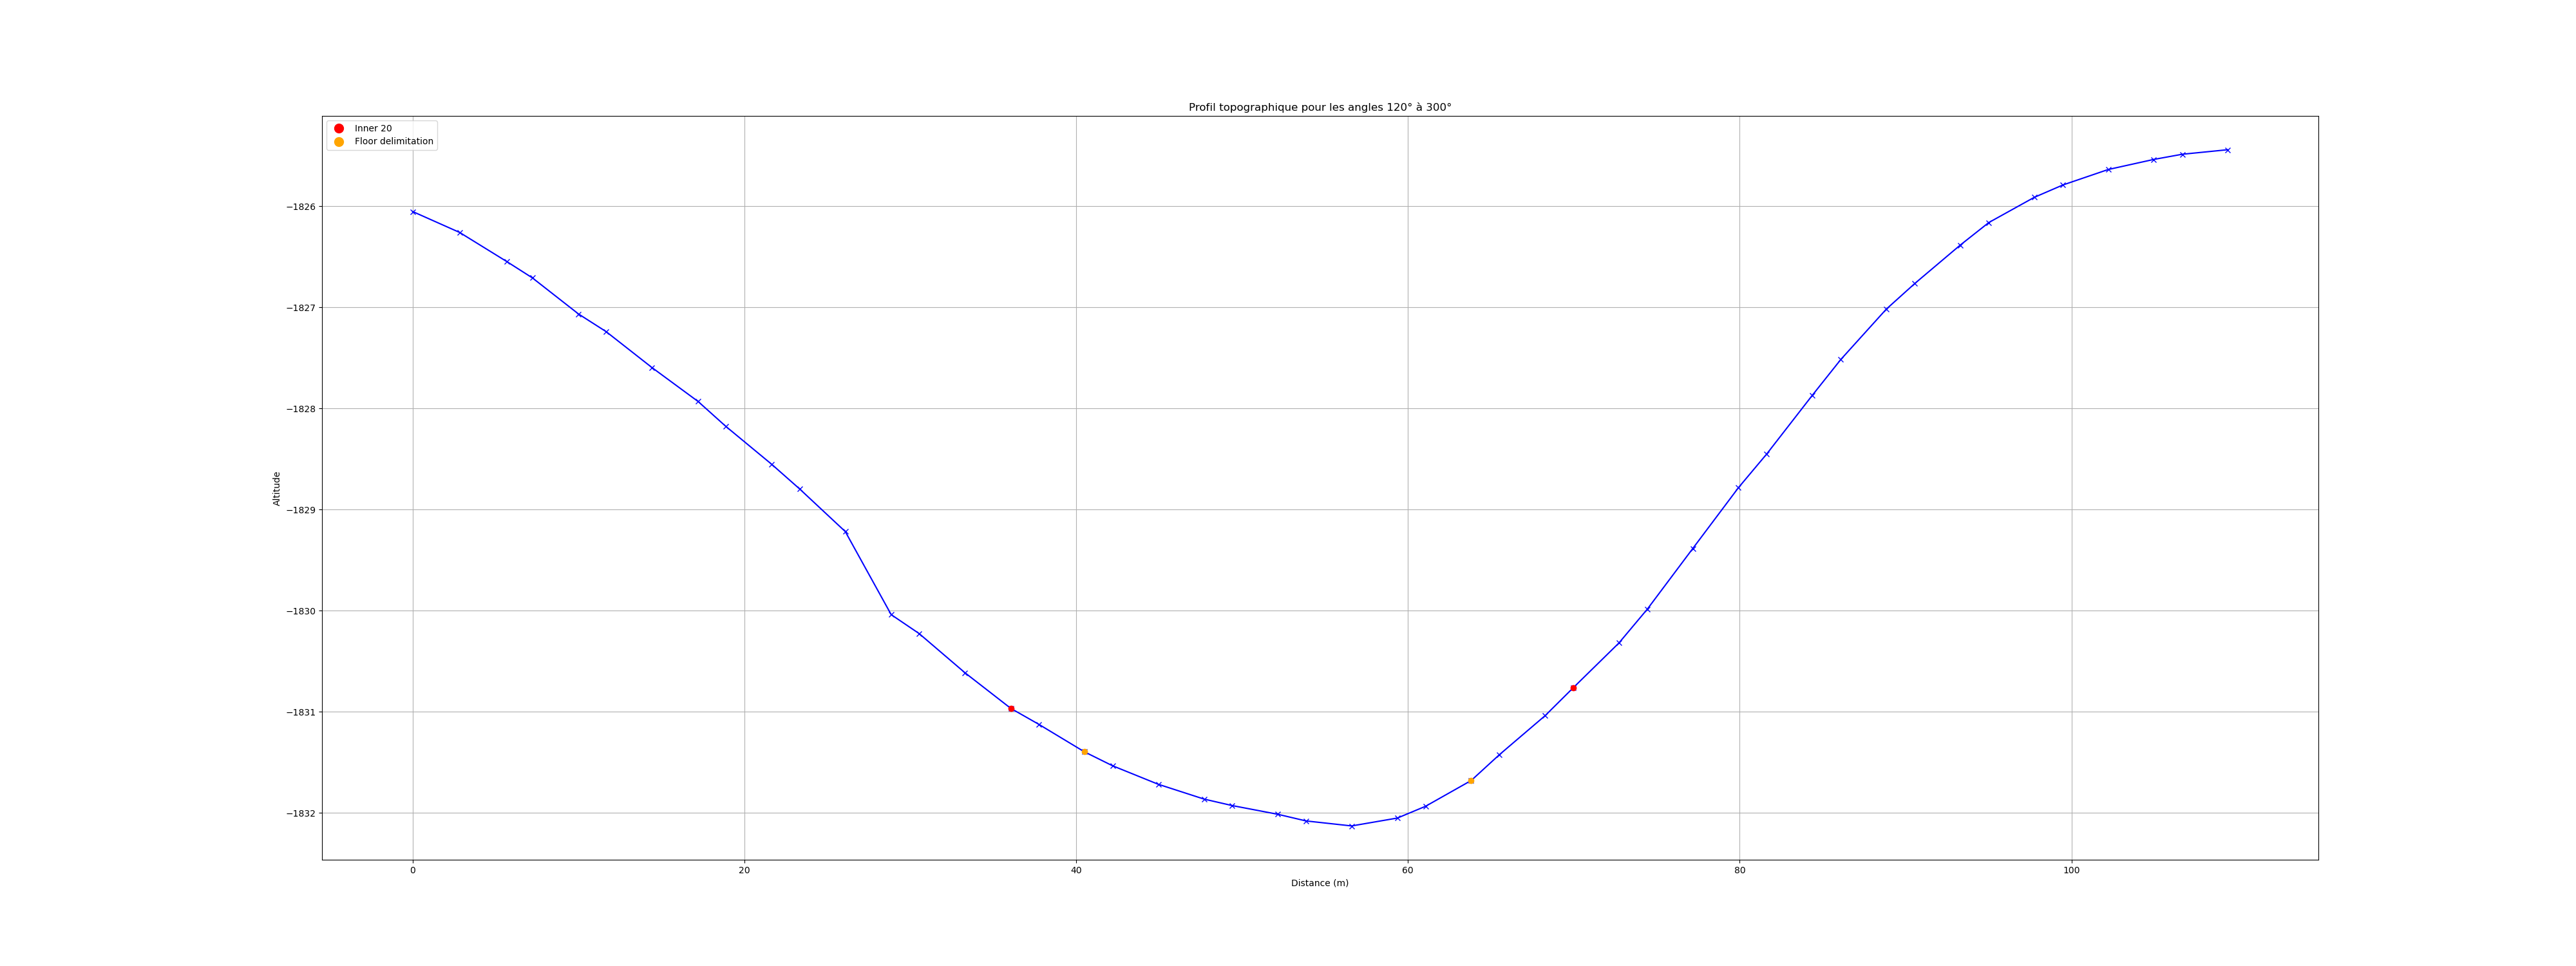 Profil topographique pour les angles 120° à 300°
Inner 20
Floor delimitation
−1826
−1827
−1828
−1829
−1830
−1831
−1832
Altitude
0 20 40 60 80 100
Distance (m)